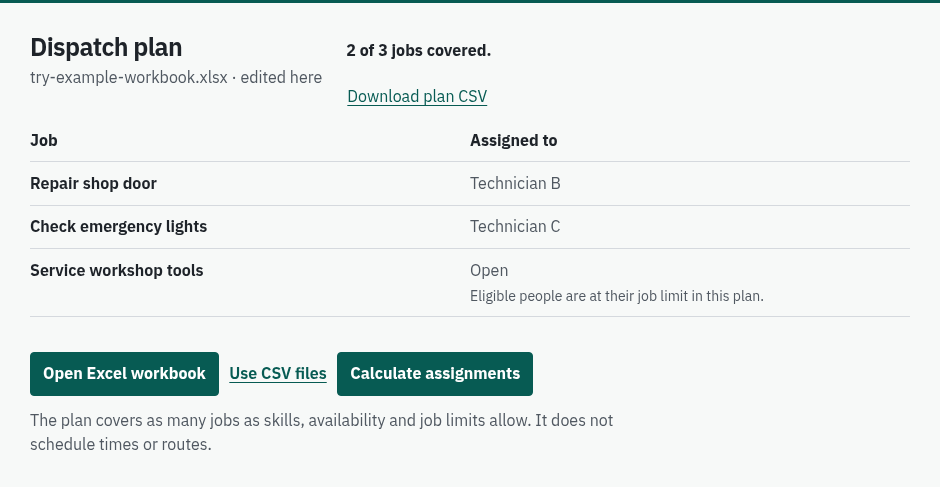 Dispatch plan
try-example-workbook.xlsx · edited here
2 of 3 jobs covered.
Download plan CSV
Job Assigned to
Repair shop door Technician B
Check emergency lights Technician C
Service workshop tools Open
Eligible people are at their job limit in this plan.
Open Excel workbook Use CSV files Calculate assignments
The plan covers as many jobs as skills, availability and job limits allow. It does not
schedule times or routes.